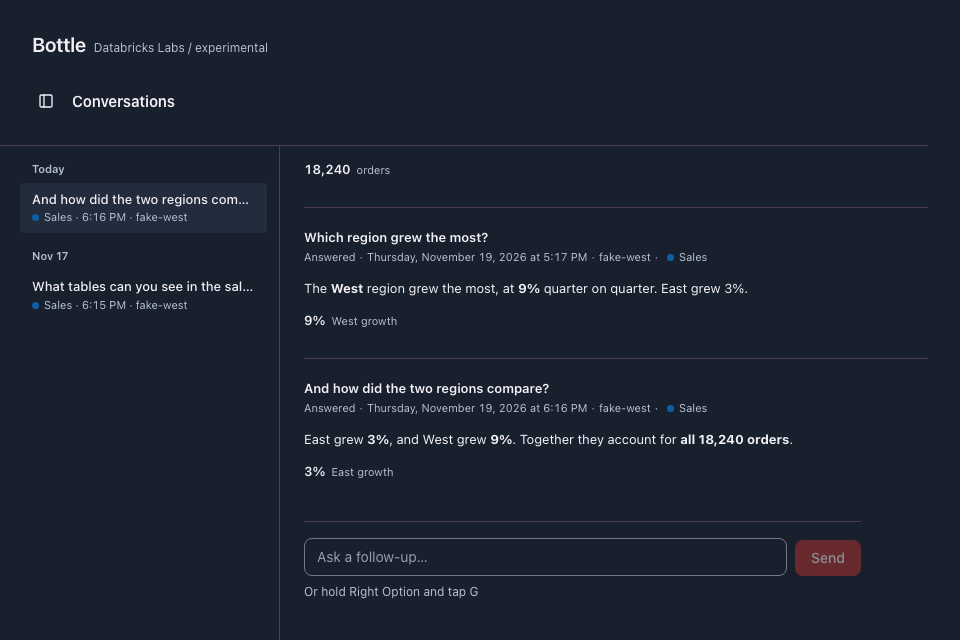 Bottle Databricks Labs / experimental
Conversations
Today
And how did the two regions com...
Sales · 6:16 PM · fake-west
Nov 17
What tables can you see in the sal...
Sales · 6:15 PM · fake-west
18,240 orders
Which region grew the most?
Answered · Thursday, November 19, 2026 at 5:17 PM · fake-west · Sales
The West region grew the most, at 9% quarter on quarter. East grew 3%.
9% West growth
And how did the two regions compare?
Answered · Thursday, November 19, 2026 at 6:16 PM · fake-west · Sales
East grew 3%, and West grew 9%. Together they account for all 18,240 orders.
3% East growth
Ask a follow-up...
Send
Or hold Right Option and tap G